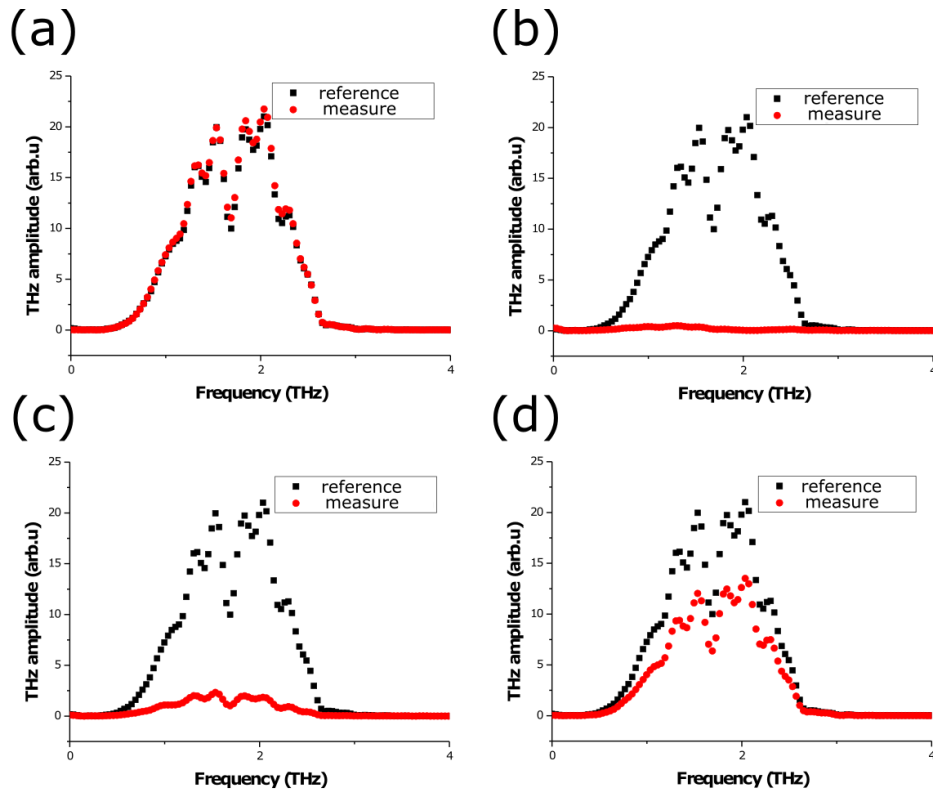 (a)
25
20
15
10
5
0
THz amplitude (arb.u)
reference
measure
0
2
4
Frequency (THz)
(b)
25
20
15
10
5
0
THz amplitude (arb.u)
reference
measure
0
2
4
Frequency (THz)
(c)
25
20
15
10
5
0
THz amplitude (arb.u)
reference
measure
0
2
4
Frequency (THz)
(d)
25
20
15
10
5
0
THz amplitude (arb.u)
reference
measure
0
2
4
Frequency (THz)